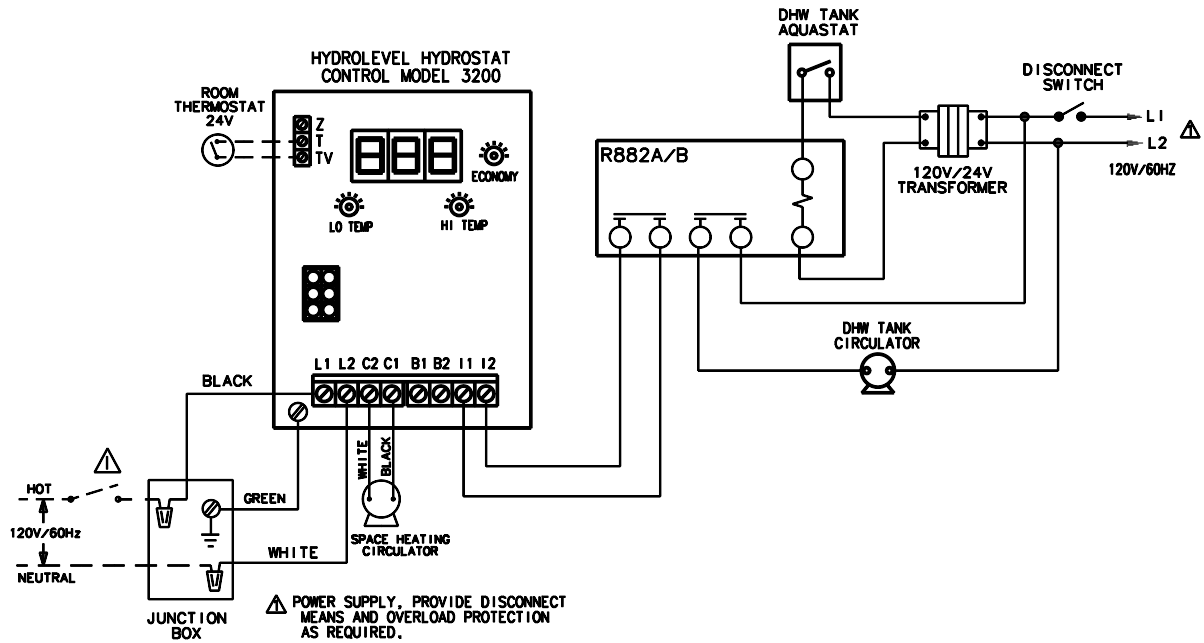 DHW TANK
AQUASTAT
HYDROLEVEL HYDROSTAT
CONTROL MODEL 3200
DISCONNECT
SWITCH
ROOM
THERMOSTAT
24V
Z
T
TV
888
ECONOMY
LO TEMP
HI TEMP
R882A/B
L1
L2
120V/60HZ
120V/24V
TRANSFORMER
DHW TANK
CIRCULATOR
L1 L2 C2 C1 B1 B2 I1 I2
BLACK
WHITE
BLACK
HOT
GREEN
120V/60Hz
SPACE HEATING
CIRCULATOR
WHITE
NEUTRAL
JUNCTION
BOX
1 POWER SUPPLY, PROVIDE DISCONNECT
MEANS AND OVERLOAD PROTECTION
AS REQUIRED.